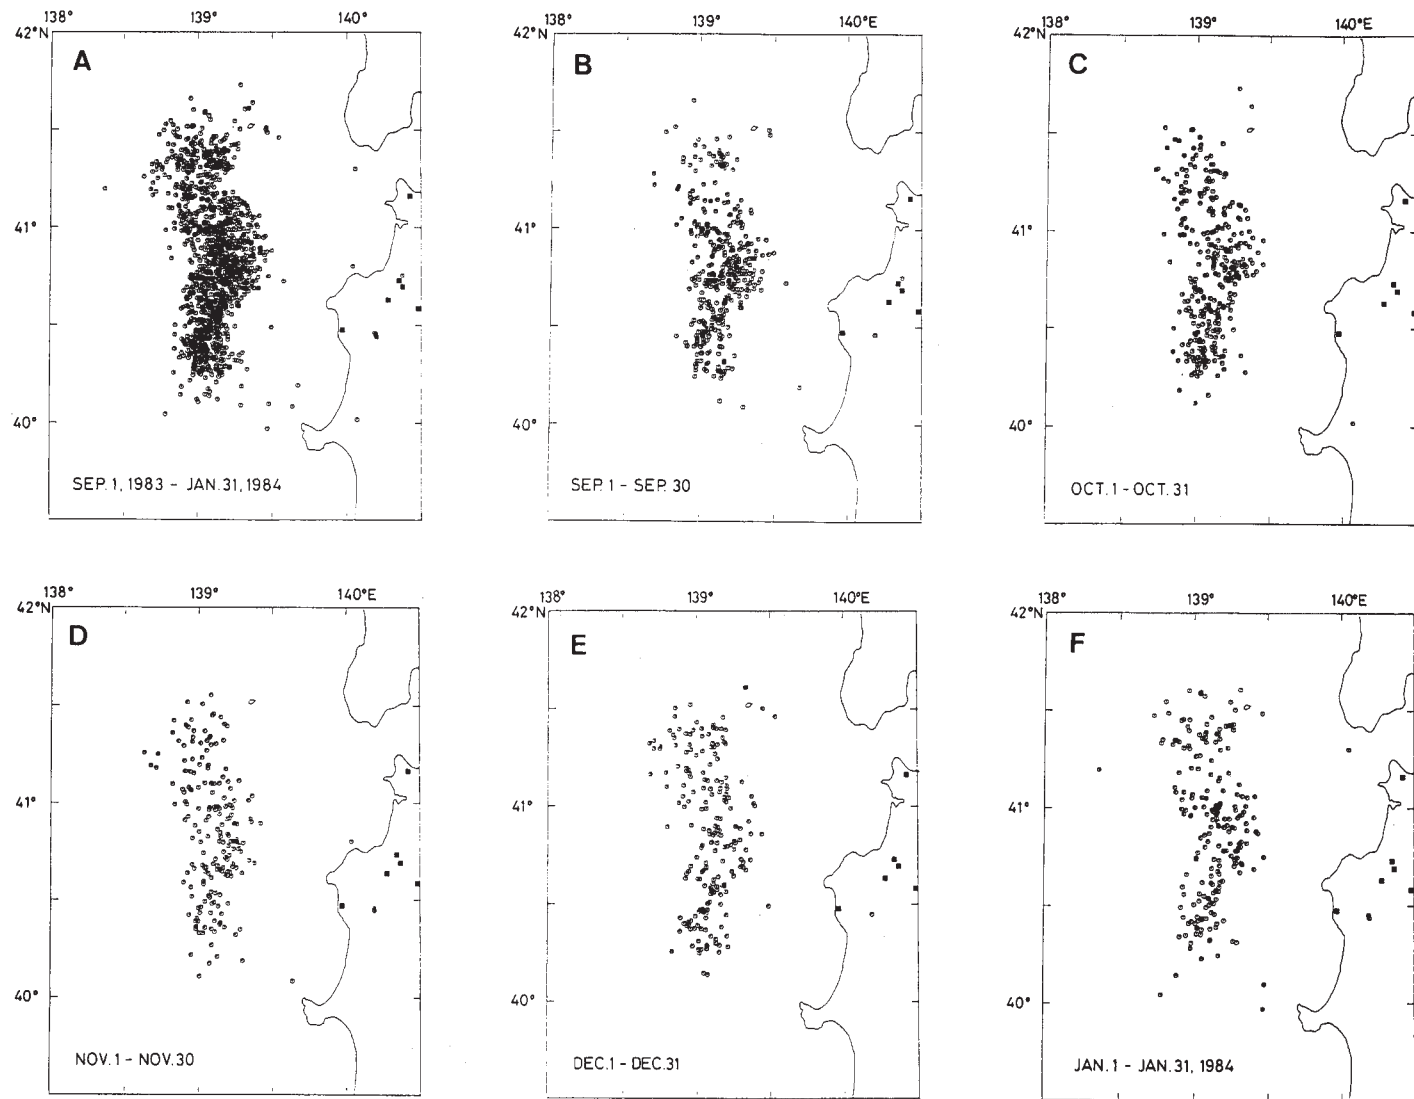 138° 139° 140°
42°N
A
41°
40°
SEP. 1, 1983 - JAN. 31, 1984
138° 139° 140°E
42°N
B
41°
40°
SEP. 1 - SEP. 30
138° 139° 140°E
42°N
C
41°
40°
OCT. 1 - OCT. 31
138° 139° 140°E
42°N
D
41°
40°
NOV. 1 - NOV. 30
138° 139° 140°E
42°N
E
41°
40°
DEC. 1 - DEC. 31
138° 139° 140°E
42°N
F
41°
40°
JAN. 1 - JAN. 31, 1984